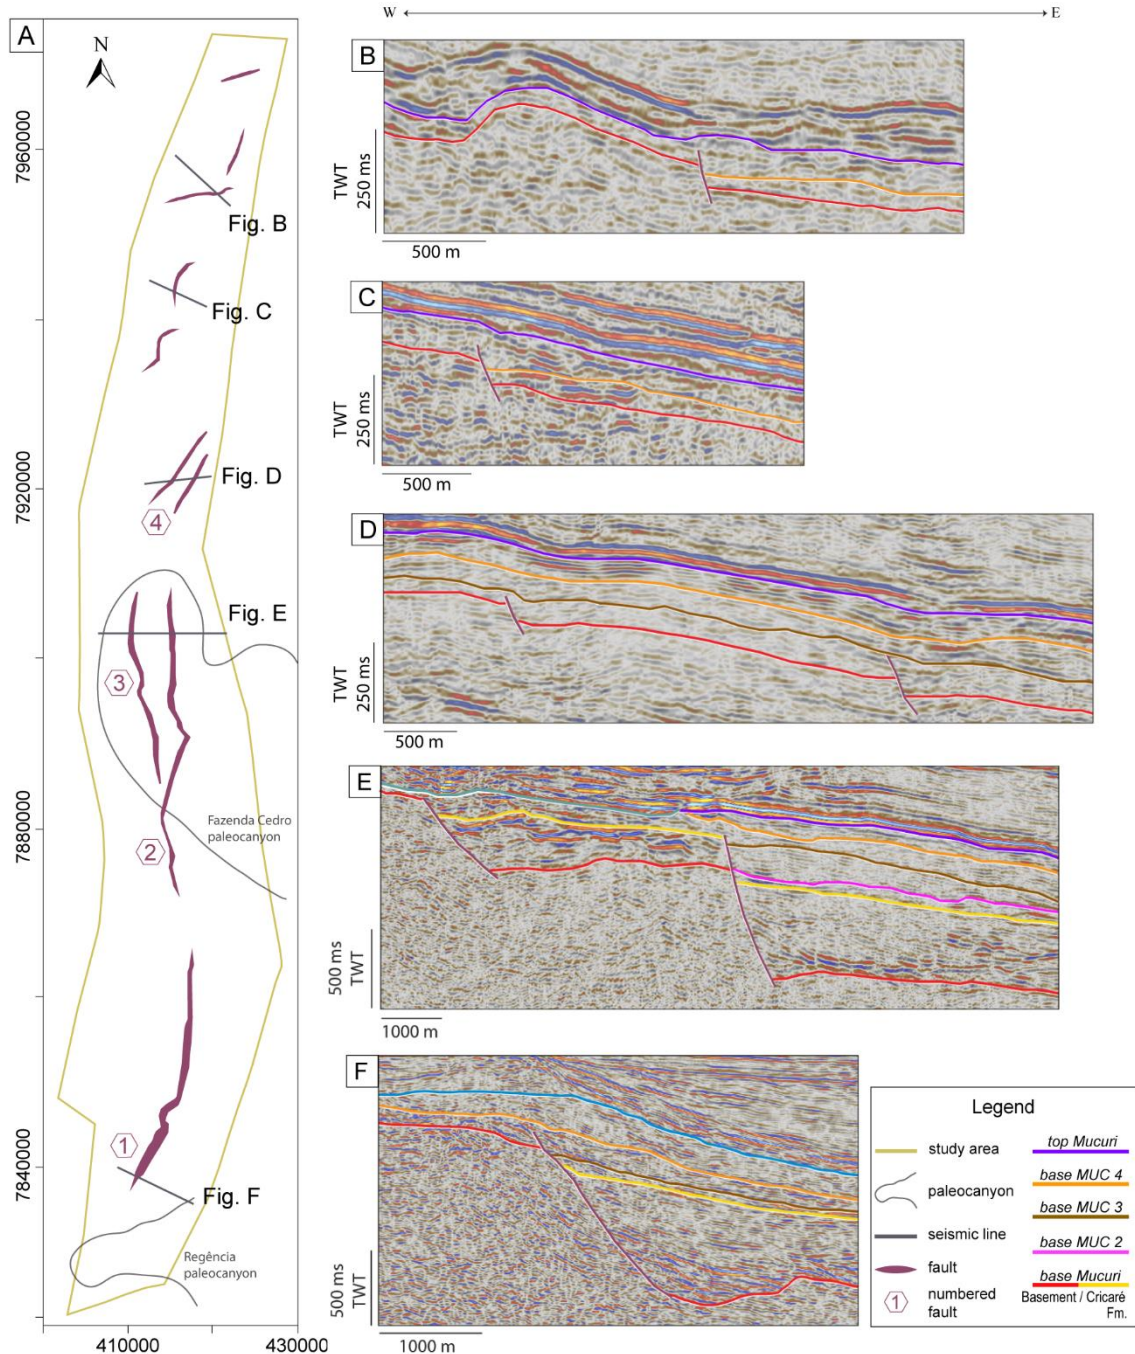 A
N
7960000
7920000
7880000
7840000
410000
430000
Fig. B
Fig. C
Fig. D
4
Fig. E
3
Fazenda Cedro
paleocanyon
2
1
Fig. F
Regência
paleocanyon
W
E
B
TWT
250 ms
500 m
C
TWT
250 ms
500 m
D
TWT
250 ms
500 m
E
500 ms
TWT
1000 m
F
500 ms
TWT
1000 m
Legend
study area
paleocanyon
seismic line
fault
1
numbered
fault
top Mucuri
base MUC 4
base MUC 3
base MUC 2
base Mucuri
Basement / Cricaré
Fm.